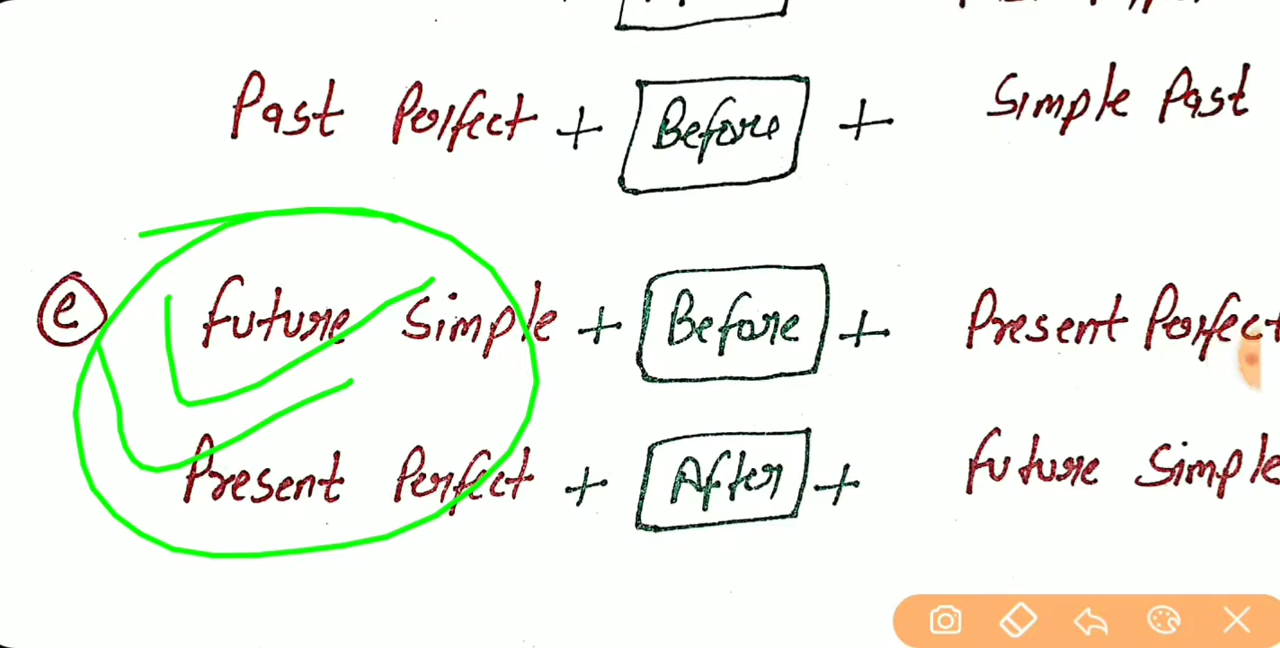 Past Perfect + Before + Simple Past
(e) future Simple + Before + Present Perfect
Present Perfect + After + future Simple